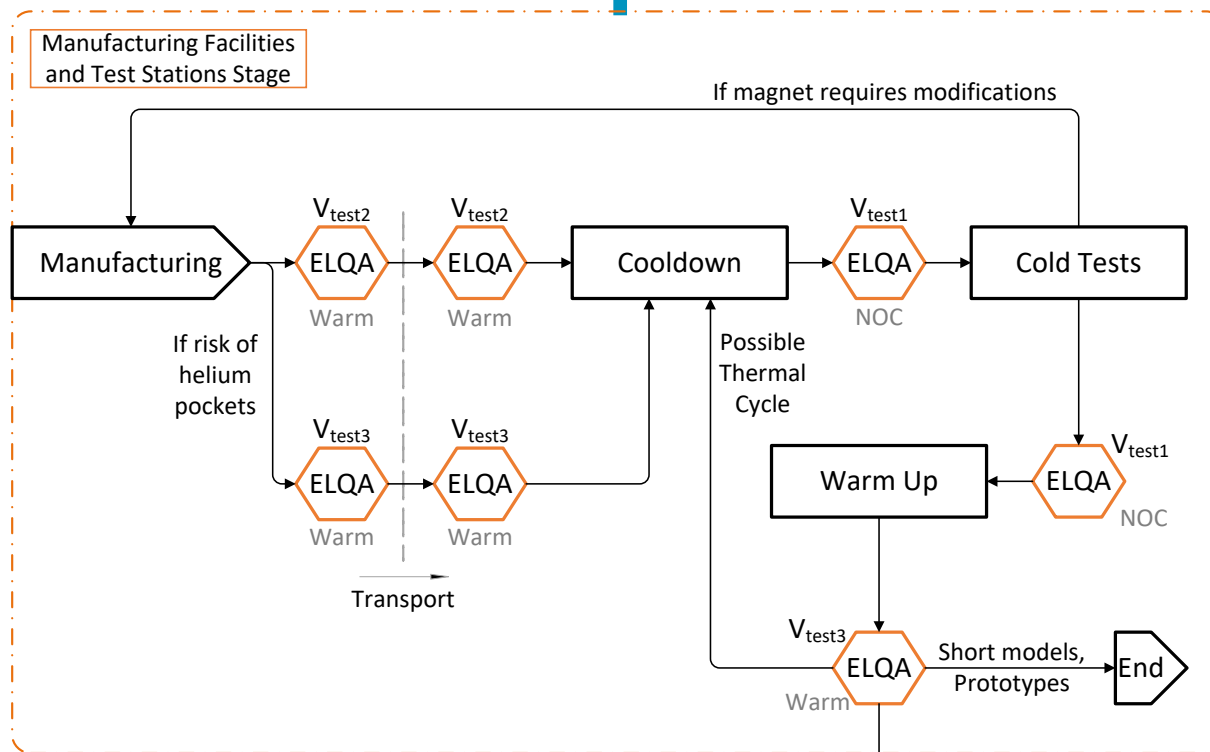 Manufacturing Facilities
and Test Stations Stage
If magnet requires modifications
Vtest2
Vtest2
Vtest1
Manufacturing
ELQA
ELQA
Cooldown
ELQA
Cold Tests
Warm
Warm
NOC
If risk of
helium
pockets
Possible
Thermal
Cycle
Vtest3
Vtest3
Vtest1
ELQA
ELQA
Warm Up
ELQA
Warm
Warm
NOC
Transport
Vtest3
ELQA
Short models,
Prototypes
End
Warm